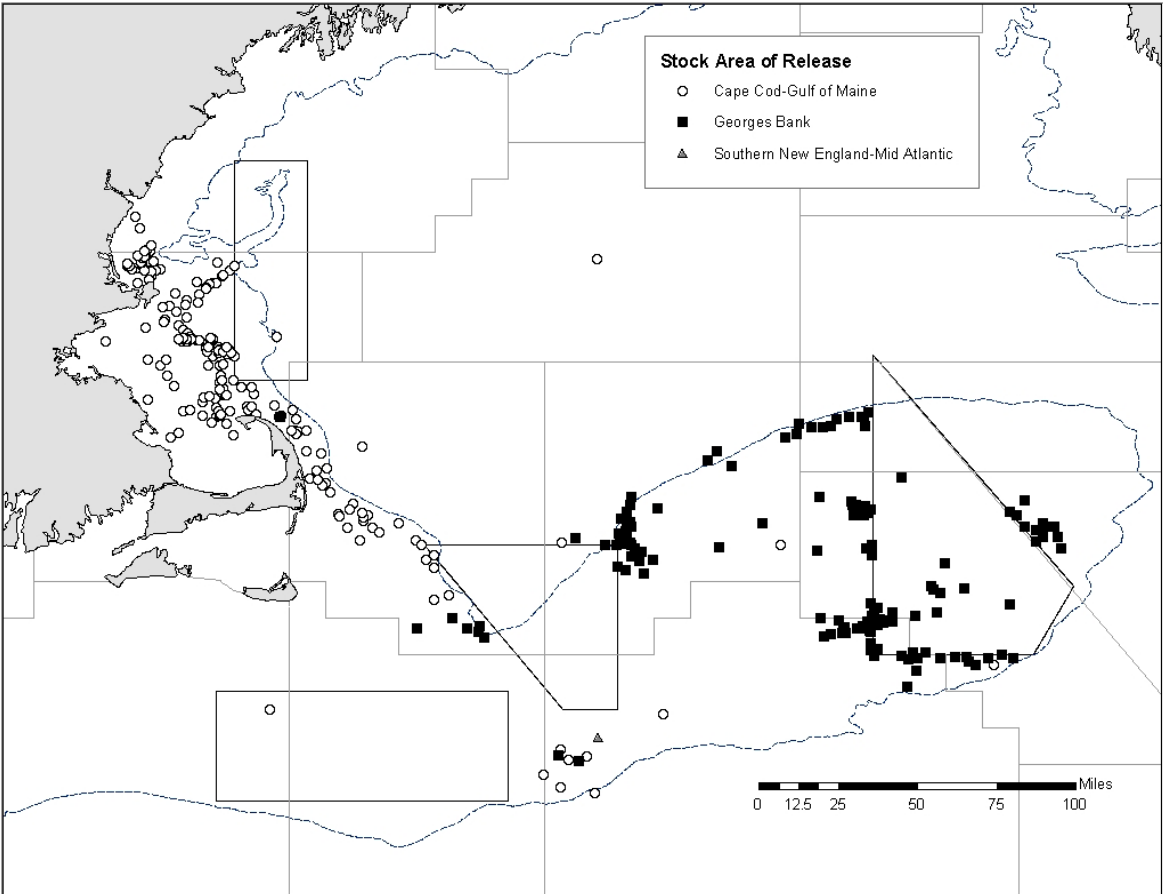 Stock Area of Release
Cape Cod-Gulf of Maine
Georges Bank
Southern New England-Mid Atlantic
Miles
0 12.5 25 50 75 100